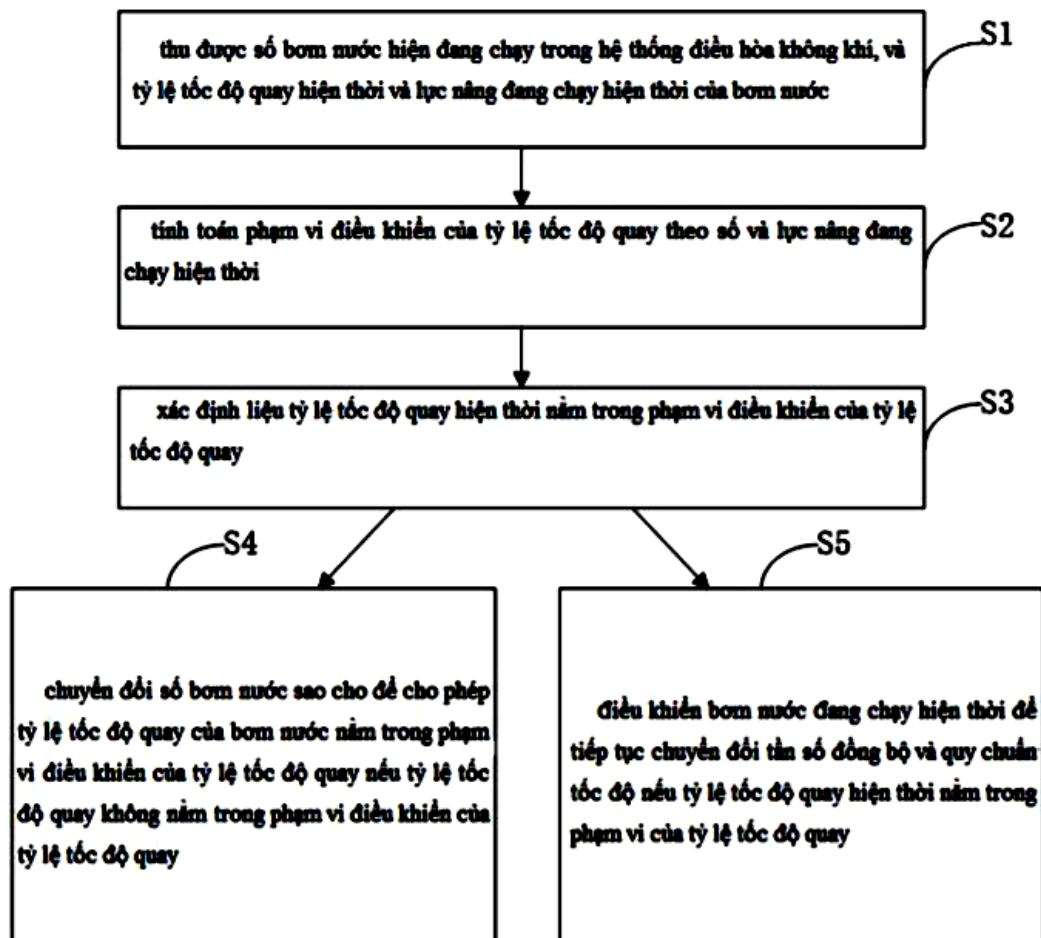 thu được số bơm nước hiện đang chạy trong hệ thống điều hòa không khí, và
tỷ lệ tốc độ quay hiện thời và lực nâng đang chạy hiện thời của bơm nước
S1
tính toán phạm vi điều khiển của tỷ lệ tốc độ quay theo số và lực nâng đang
chạy hiện thời
S2
xác định liệu tỷ lệ tốc độ quay hiện thời nằm trong phạm vi điều khiển của tỷ lệ
tốc độ quay
S3
S4
chuyển đổi số bơm nước sao cho để cho phép
tỷ lệ tốc độ quay của bơm nước nằm trong phạm
vi điều khiển của tỷ lệ tốc độ quay nếu tỷ lệ tốc
độ quay không nằm trong phạm vi điều khiển của
tỷ lệ tốc độ quay
S5
điều khiển bơm nước đang chạy hiện thời để
tiếp tục chuyển đổi tần số đồng bộ và quy chuẩn
tốc độ nếu tỷ lệ tốc độ quay hiện thời nằm trong
phạm vi của tỷ lệ tốc độ quay